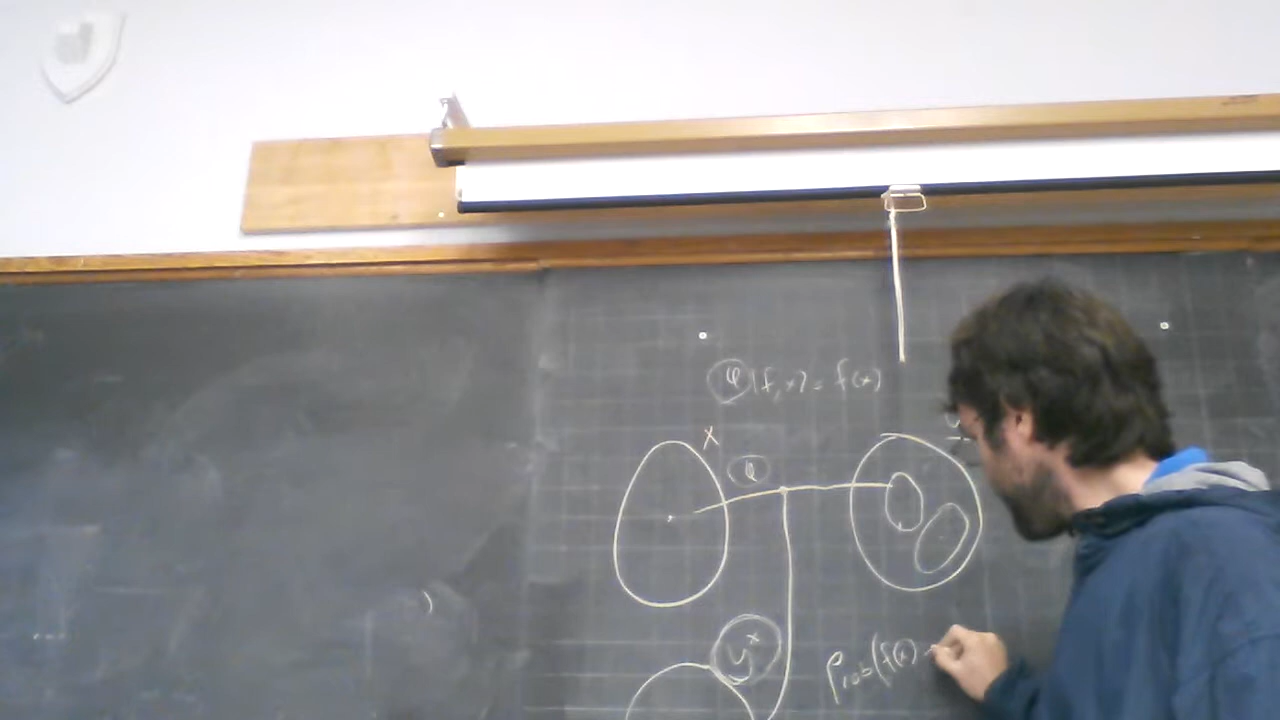 φ(f,x) = f(x)
X
φ
Y^X
Prob(f(x)